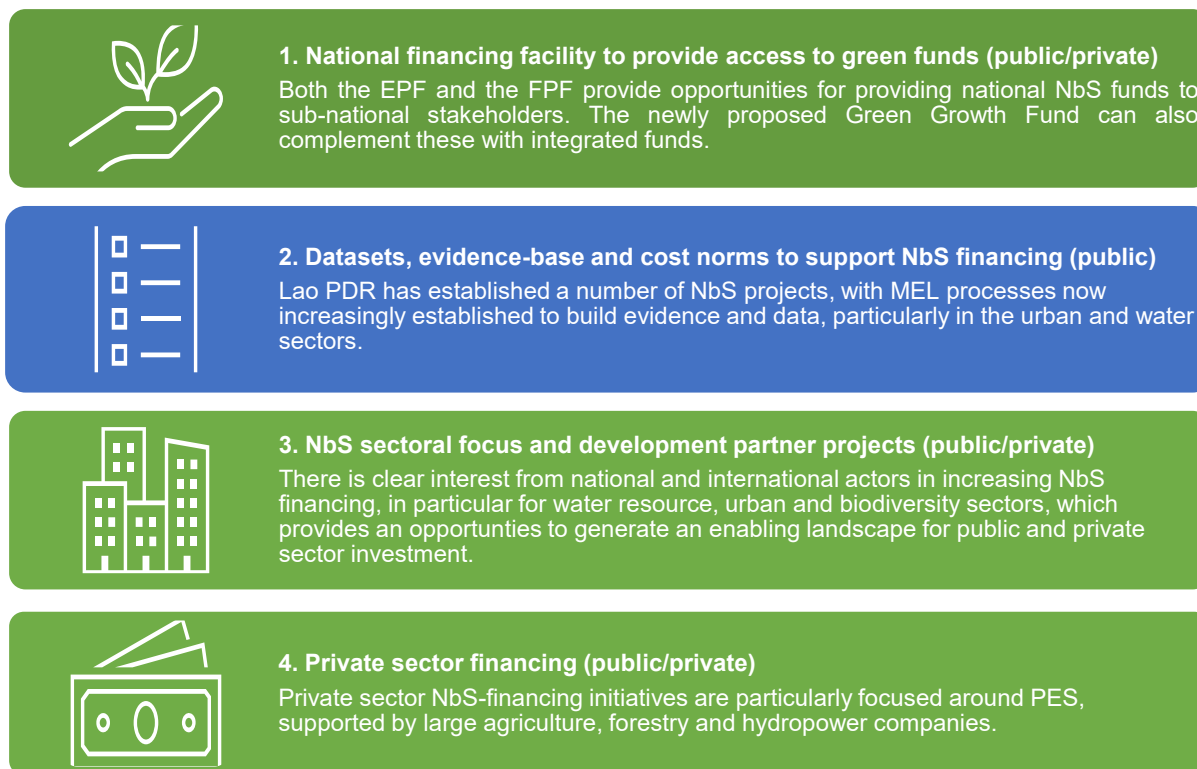 1. National financing facility to provide access to green funds (public/private)
Both the EPF and the FPF provide opportunities for providing national NbS funds to
sub-national stakeholders. The newly proposed Green Growth Fund can also
complement these with integrated funds.
2. Datasets, evidence-base and cost norms to support NbS financing (public)
Lao PDR has established a number of NbS projects, with MEL processes now
increasingly established to build evidence and data, particularly in the urban and water
sectors.
3. NbS sectoral focus and development partner projects (public/private)
There is clear interest from national and international actors in increasing NbS
financing, in particular for water resource, urban and biodiversity sectors, which
provides an opportunties to generate an enabling landscape for public and private
sector investment.
4. Private sector financing (public/private)
Private sector NbS-financing initiatives are particularly focused around PES,
supported by large agriculture, forestry and hydropower companies.